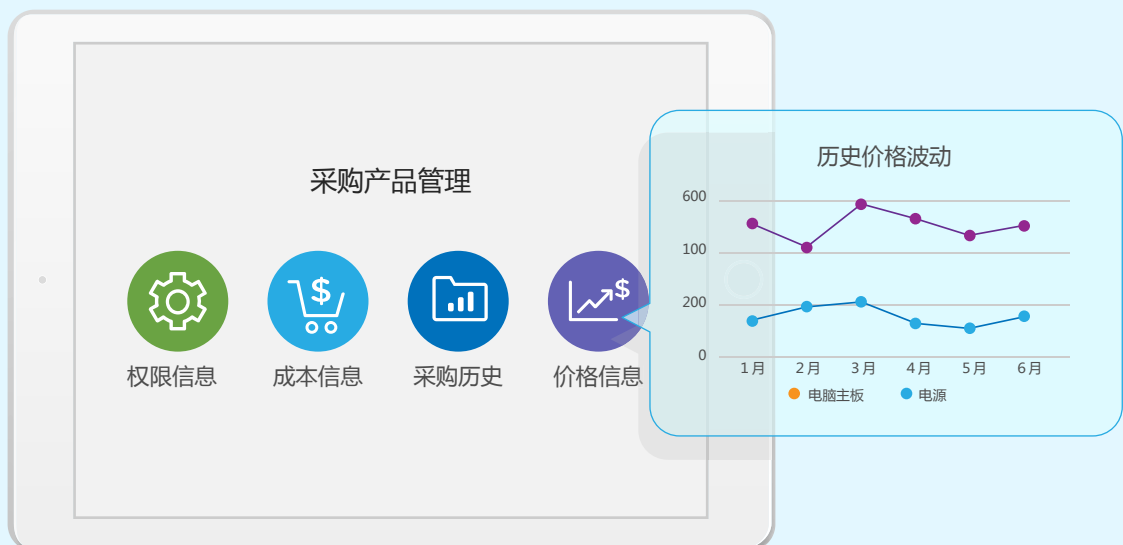 采购产品管理
权限信息
成本信息
采购历史
价格信息
历史价格波动
600
100
200
0
1月 2月 3月 4月 5月 6月
电脑主板 电源